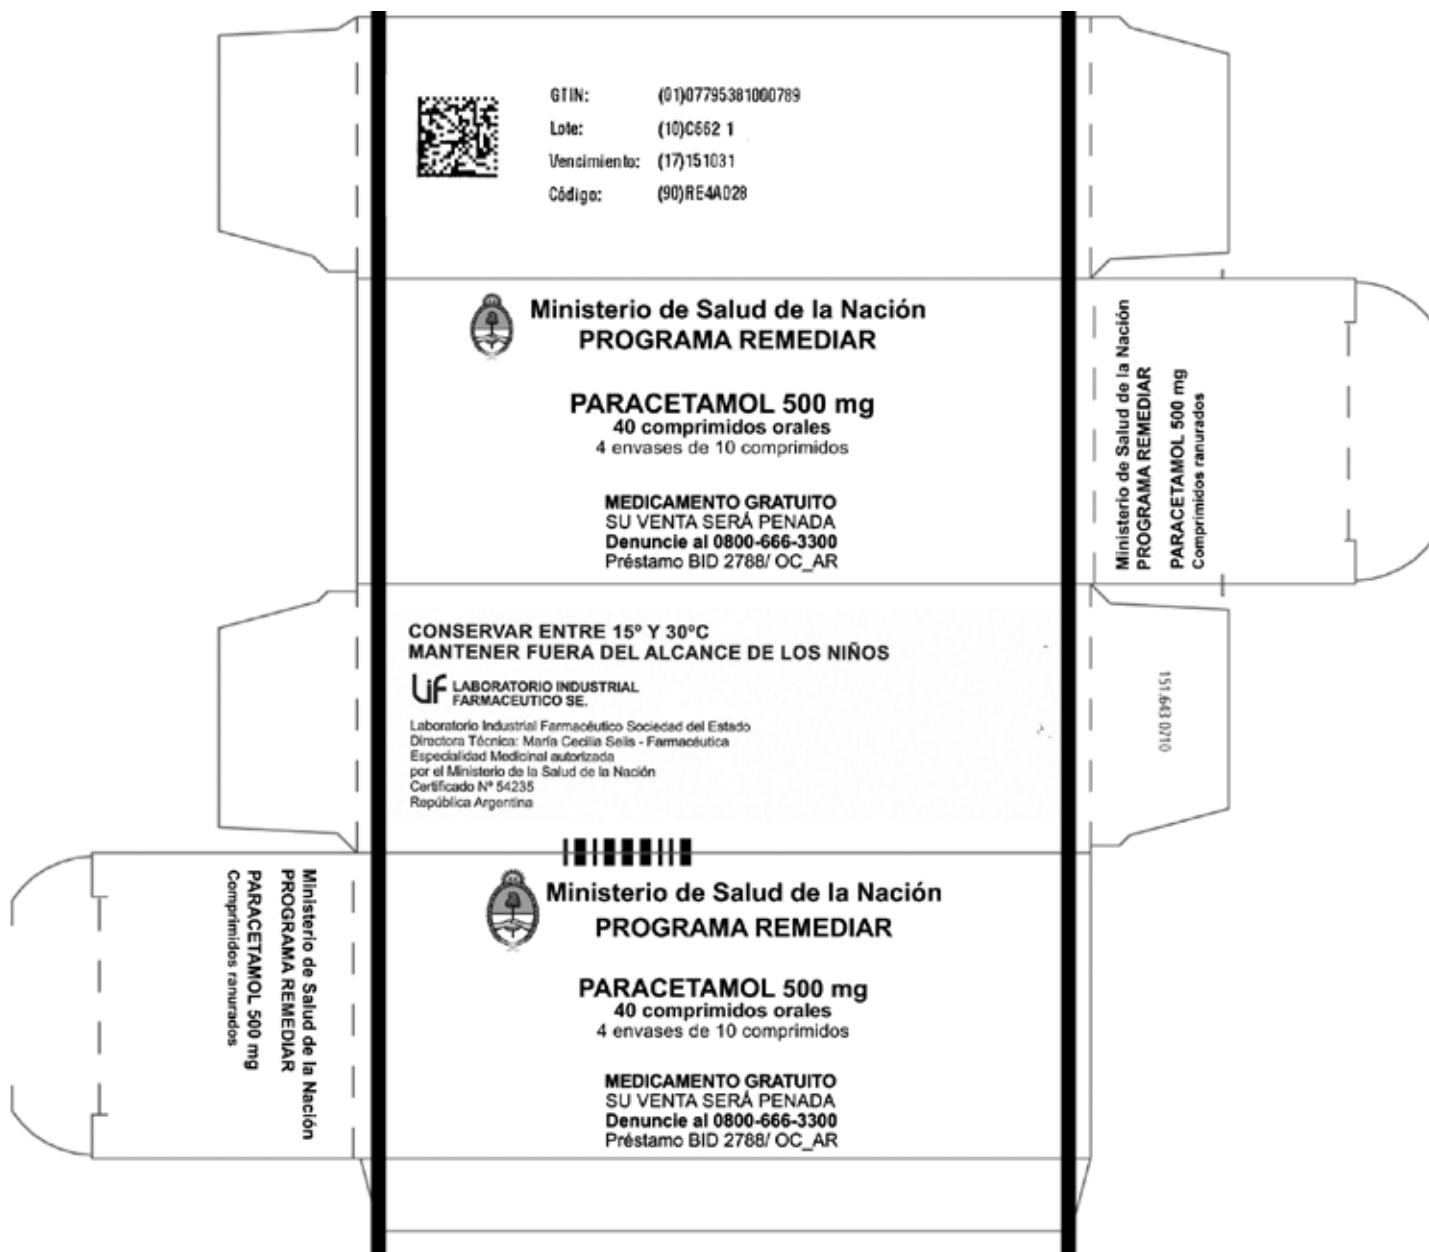 GTIN: (01)07795381000789
Lote: (10)C662 1
Vencimiento: (17)151031
Código: (90)RE4AD28
Ministerio de Salud de la Nación
PROGRAMA REMEDIAR
PARACETAMOL 500 mg
40 comprimidos orales
4 envases de 10 comprimidos
MEDICAMENTO GRATUITO
SU VENTA SERÁ PENADA
Denuncie al 0800-666-3300
Préstamo BID 2788/ OC_AR
Ministerio de Salud de la Nación
PROGRAMA REMEDIAR
PARACETAMOL 500 mg
Comprimidos ranurados
CONSERVAR ENTRE 15º Y 30ºC
MANTENER FUERA DEL ALCANCE DE LOS NIÑOS
LiF LABORATORIO INDUSTRIAL
FARMACEUTICO SE.
Laboratorio Industrial Farmacéutico Sociedad del Estado
Directora Técnica: María Cecilia Selis - Farmacéutica
Especialidad Medicinal autorizada
por el Ministerio de la Salud de la Nación
Certificado Nº 54235
República Argentina
151.643 0710
Ministerio de Salud de la Nación
PROGRAMA REMEDIAR
PARACETAMOL 500 mg
Comprimidos ranurados
Ministerio de Salud de la Nación
PROGRAMA REMEDIAR
PARACETAMOL 500 mg
40 comprimidos orales
4 envases de 10 comprimidos
MEDICAMENTO GRATUITO
SU VENTA SERÁ PENADA
Denuncie al 0800-666-3300
Préstamo BID 2788/ OC_AR